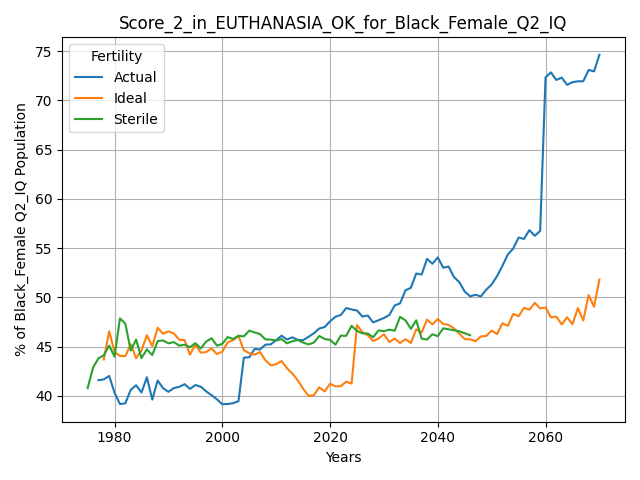 Score_2_in_EUTHANASIA_OK_for_Black_Female_Q2_IQ
Fertility
Actual
Ideal
Sterile
% of Black_Female Q2_IQ Population
75
70
65
60
55
50
45
40
1980
2000
2020
2040
2060
Years